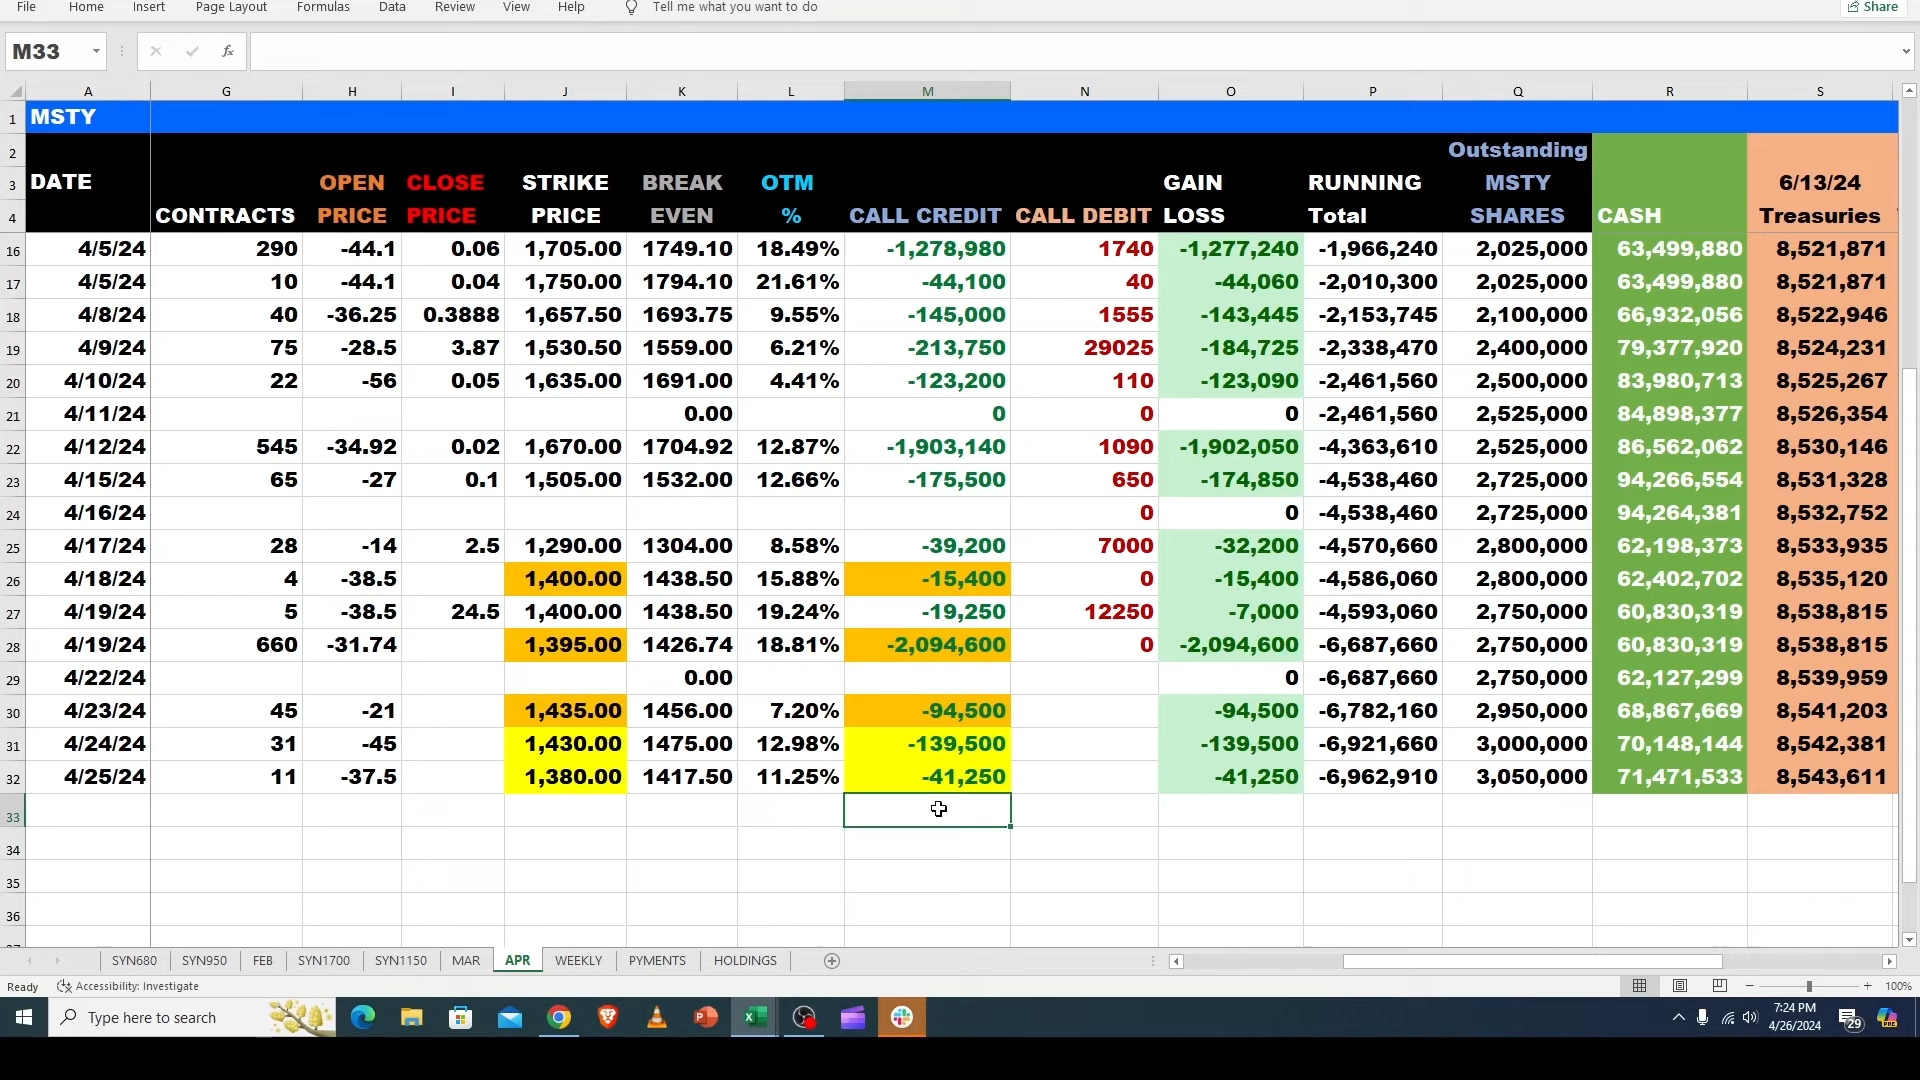 File Home Insert Page Layout Formulas Data Review View Help Tell me what you want to do Share
M33 fx
A G H I J K L M N O P Q R S
1 MSTY
2 Outstanding
3 DATE OPEN CLOSE STRIKE BREAK OTM GAIN RUNNING MSTY 6/13/24
4 CONTRACTS PRICE PRICE PRICE EVEN % CALL CREDIT CALL DEBIT LOSS Total SHARES CASH Treasuries
16 4/5/24 290 -44.1 0.06 1,705.00 1749.10 18.49% -1,278,980 1740 -1,277,240 -1,966,240 2,025,000 63,499,880 8,521,871
17 4/5/24 10 -44.1 0.04 1,750.00 1794.10 21.61% -44,100 40 -44,060 -2,010,300 2,025,000 63,499,880 8,521,871
18 4/8/24 40 -36.25 0.3888 1,657.50 1693.75 9.55% -145,000 1555 -143,445 -2,153,745 2,100,000 66,932,056 8,522,946
19 4/9/24 75 -28.5 3.87 1,530.50 1559.00 6.21% -213,750 29025 -184,725 -2,338,470 2,400,000 79,377,920 8,524,231
20 4/10/24 22 -56 0.05 1,635.00 1691.00 4.41% -123,200 110 -123,090 -2,461,560 2,500,000 83,980,713 8,525,267
21 4/11/24 0.00 0 0 0 -2,461,560 2,525,000 84,898,377 8,526,354
22 4/12/24 545 -34.92 0.02 1,670.00 1704.92 12.87% -1,903,140 1090 -1,902,050 -4,363,610 2,525,000 86,562,062 8,530,146
23 4/15/24 65 -27 0.1 1,505.00 1532.00 12.66% -175,500 650 -174,850 -4,538,460 2,725,000 94,266,554 8,531,328
24 4/16/24 0 0 -4,538,460 2,725,000 94,264,381 8,532,752
25 4/17/24 28 -14 2.5 1,290.00 1304.00 8.58% -39,200 7000 -32,200 -4,570,660 2,800,000 62,198,373 8,533,935
26 4/18/24 4 -38.5 1,400.00 1438.50 15.88% -15,400 0 -15,400 -4,586,060 2,800,000 62,402,702 8,535,120
27 4/19/24 5 -38.5 24.5 1,400.00 1438.50 19.24% -19,250 12250 -7,000 -4,593,060 2,750,000 60,830,319 8,538,815
28 4/19/24 660 -31.74 1,395.00 1426.74 18.81% -2,094,600 0 -2,094,600 -6,687,660 2,750,000 60,830,319 8,538,815
29 4/22/24 0.00 0 -6,687,660 2,750,000 62,127,299 8,539,959
30 4/23/24 45 -21 1,435.00 1456.00 7.20% -94,500 -94,500 -6,782,160 2,950,000 68,867,669 8,541,203
31 4/24/24 31 -45 1,430.00 1475.00 12.98% -139,500 -139,500 -6,921,660 3,000,000 70,148,144 8,542,381
32 4/25/24 11 -37.5 1,380.00 1417.50 11.25% -41,250 -41,250 -6,962,910 3,050,000 71,471,533 8,543,611
33
34
35
36
SYN680 SYN950 FEB SYN1700 SYN1150 MAR APR WEEKLY PYMENTS HOLDINGS
Ready Accessibility: Investigate 100%
Type here to search 7:24 PM
4/26/2024 29